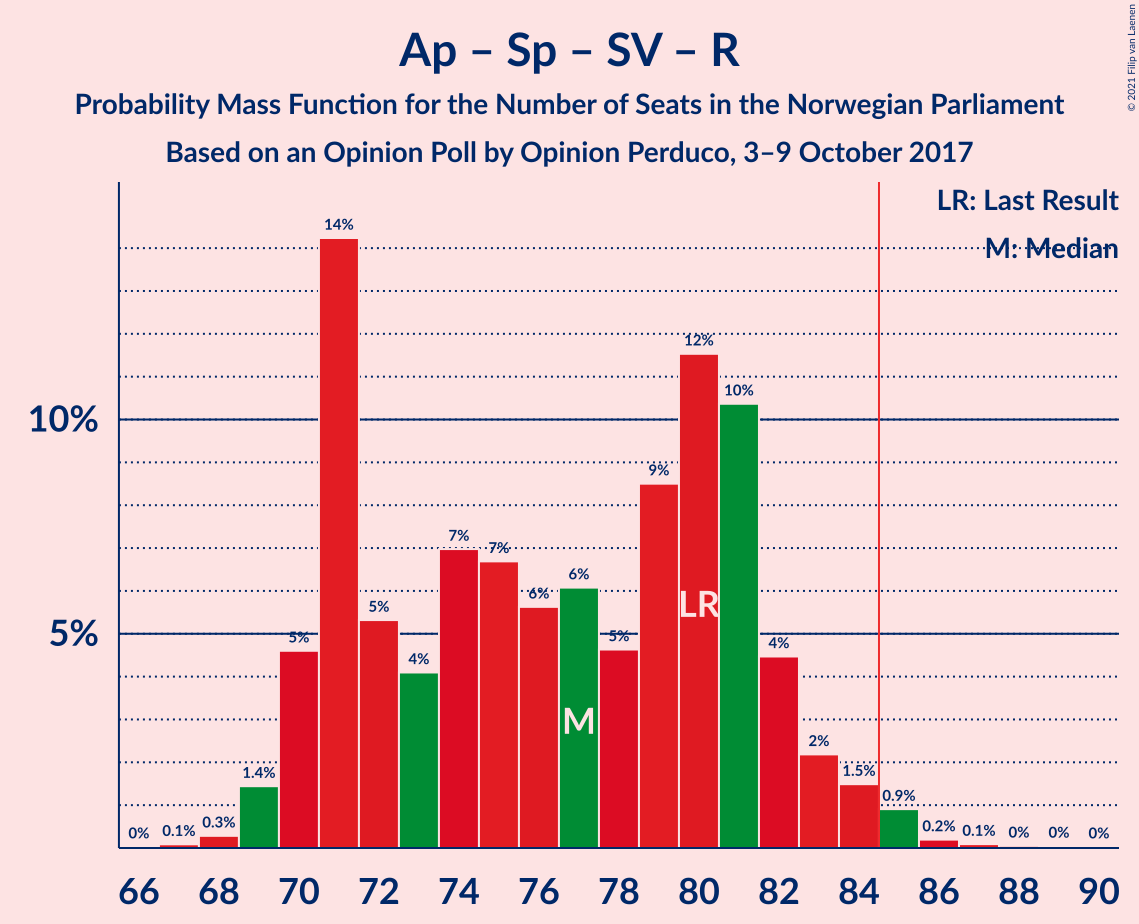 © 2021 Filip van Laenen
Ap – Sp – SV – R
Probability Mass Function for the Number of Seats in the Norwegian Parliament
Based on an Opinion Poll by Opinion Perduco, 3–9 October 2017
LR: Last Result
M: Median
10%
5%
0% 0.1% 0.3% 1.4% 5% 14% 5% 4% 7% 7% 6% 6% 5% 9% 12% 10% 4% 2% 1.5% 0.9% 0.2% 0.1% 0% 0% 0%
LR
M
66 68 70 72 74 76 78 80 82 84 86 88 90